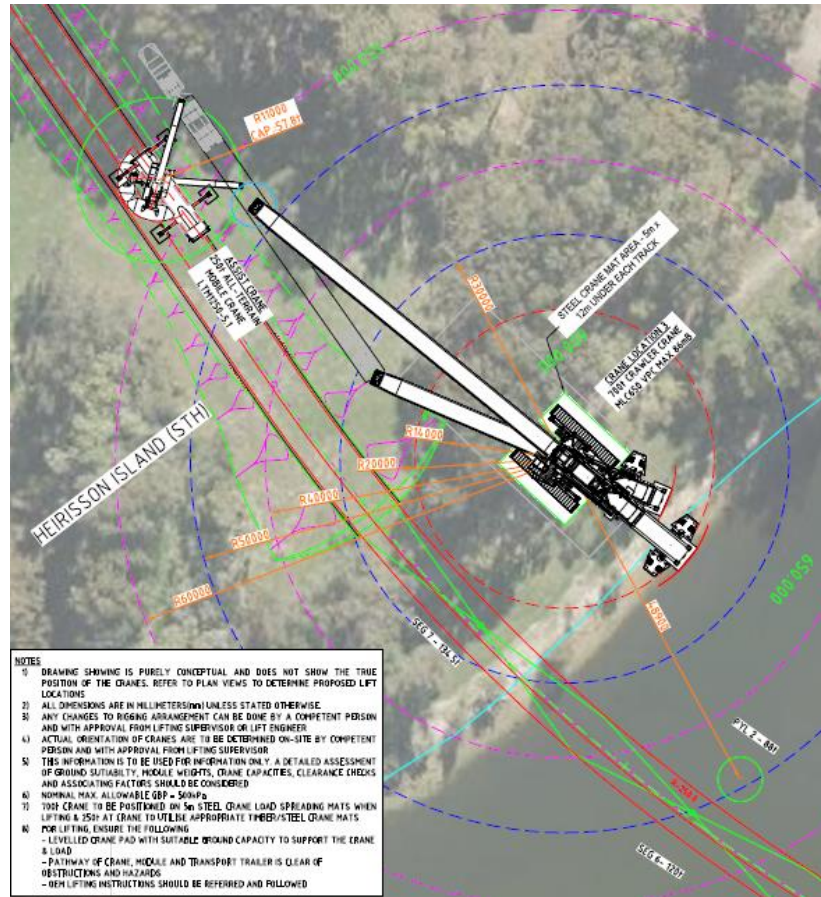 000 059
R11000
CAP:57.8t
ASSIST CRANE
250t ALL-TERRAIN
MOBILE CRANE
R30000
STEEL CRANE MAT AREA - 5m x
12m UNDER EACH TRACK
CRANE LOCATION 3
700t CRAWLER CRANE
MLC650 VPC MAX 86mB
R14000
R20000
R40000
R50000
R60000
HEIRISSON ISLAND (STH)
48900
000 059
SEG 7 - 134.5t
PYL 2 - 88t
SEG 6 - 120t
NOTES
1) DRAWING SHOWING IS PURELY CONCEPTUAL AND DOES NOT SHOW THE TRUE
POSITION OF THE CRANES. REFER TO PLAN VIEWS TO DETERMINE PROPOSED LIFT
LOCATIONS
2) ALL DIMENSIONS ARE IN MILLIMETERS(mm) UNLESS STATED OTHERWISE.
3) ANY CHANGES TO RIGGING ARRANGEMENT CAN BE DONE BY A COMPETENT PERSON
AND WITH APPROVAL FROM LIFTING SUPERVISOR OR LIFT ENGINEER
4) ACTUAL ORIENTATION OF CRANES ARE TO BE DETERMINED ON-SITE BY COMPETENT
PERSON AND WITH APPROVAL FROM LIFTING SUPERVISOR
5) THIS INFORMATION IS TO BE USED FOR INFORMATION ONLY. A DETAILED ASSESSMENT
OF GROUND SUTIABILTY, MODULE WEIGHTS, CRANE CAPACITIES, CLEARANCE CHECKS
AND ASSOCIATING FACTORS SHOULD BE CONSIDERED
6) NOMINAL MAX. ALLOWABLE GBP = 500kPa
7) 700t CRANE TO BE POSITIONED ON 5m STEEL CRANE LOAD SPREADING MATS WHEN
LIFTING & 250t AT CRANE TO UTILISE APPROPRIATE TIMBER/STEEL CRANE MATS
8) FOR LIFTING, ENSURE THE FOLLOWING
- LEVELLED CRANE PAD WITH SUITABLE GROUND CAPACITY TO SUPPORT THE CRANE
& LOAD
- PATHWAY OF CRANE, MODULE AND TRANSPORT TRAILER IS CLEAR OF
OBSTRUCTIONS AND HAZARDS
- OEM LIFTING INSTRUCTIONS SHOULD BE REFERRED AND FOLLOWED